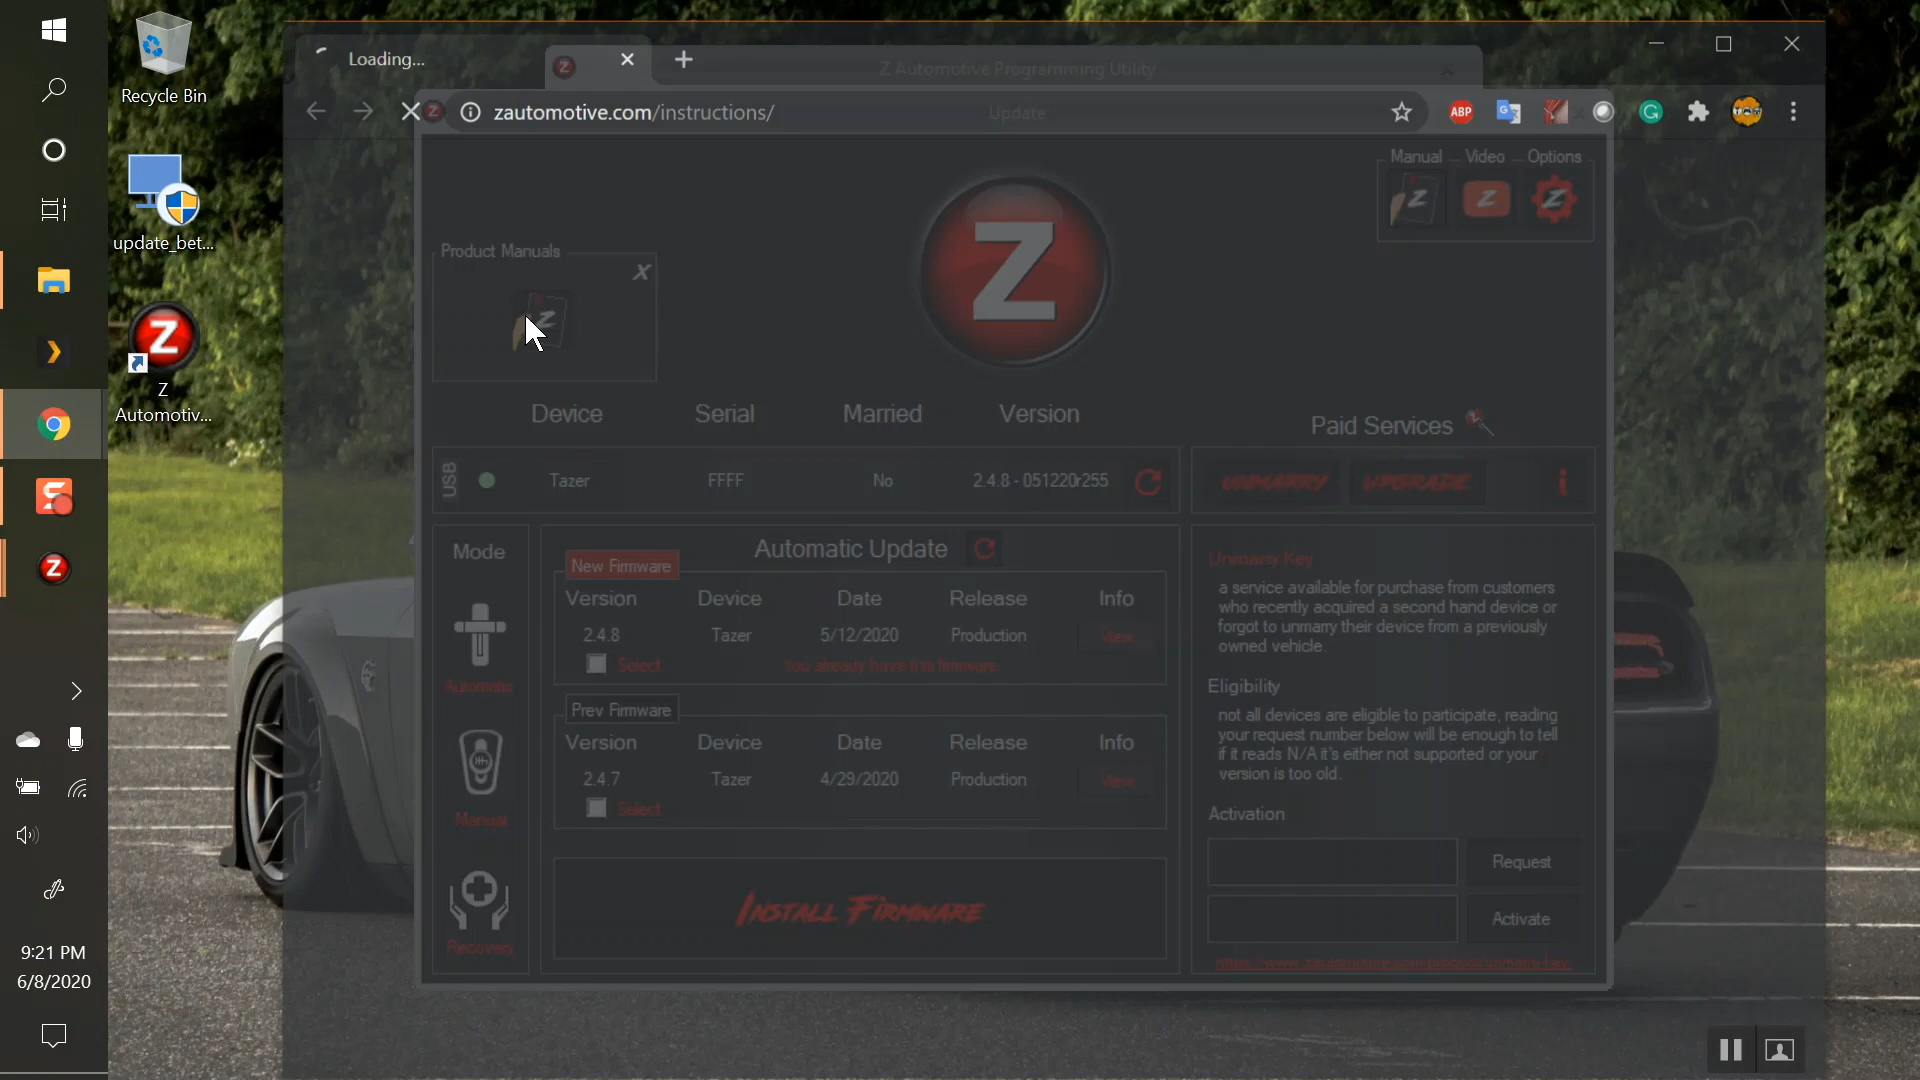 Recycle Bin
update_bet...
Z
Automotiv...
9:21 PM
6/8/2020
Loading...
Z Automotive Programming Utility
zautomotive.com/instructions/
Update
ABP
Manual Video Options
Product Manuals
X
Z
Device Serial Married Version
Paid Services
USB Tazer FFFF No 2.4.8 - 051220r255
UNMARRY UPGRADE i
Mode
Automatic
Manual
Recovery
Automatic Update
New Firmware
Version Device Date Release Info
2.4.8 Tazer 5/12/2020 Production View
Select You already have this firmware.
Prev Firmware
Version Device Date Release Info
2.4.7 Tazer 4/29/2020 Production View
Select
INSTALL FIRMWARE
Unmarry Key
a service available for purchase from customers
who recently acquired a second hand device or
forgot to unmarry their device from a previously
owned vehicle.
Eligibility
not all devices are eligible to participate, reading
your request number below will be enough to tell
if it reads N/A it's either not supported or your
version is too old.
Activation
Request
Activate